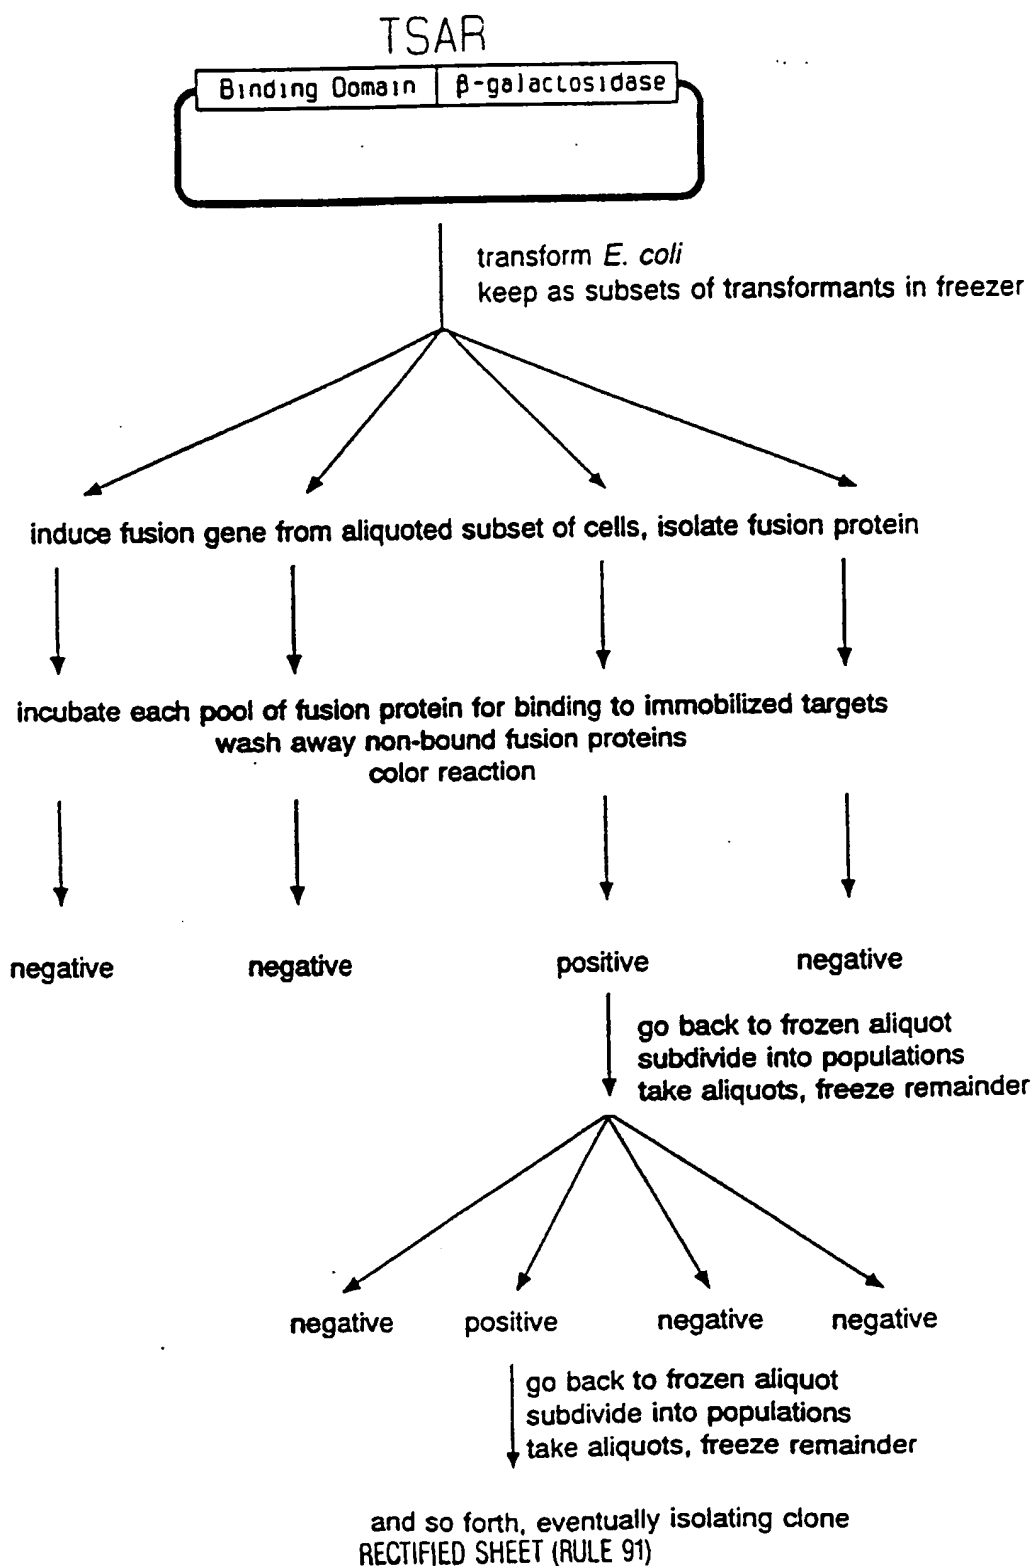 TSAR
Binding Domain β-galactosidase
transform E. coli
keep as subsets of transformants in freezer
induce fusion gene from aliquoted subset of cells, isolate fusion protein
incubate each pool of fusion protein for binding to immobilized targets
wash away non-bound fusion proteins
color reaction
negative negative positive negative
go back to frozen aliquot
subdivide into populations
take aliquots, freeze remainder
negative positive negative negative
go back to frozen aliquot
subdivide into populations
take aliquots, freeze remainder
and so forth, eventually isolating clone
RECTIFIED SHEET (RULE 91)